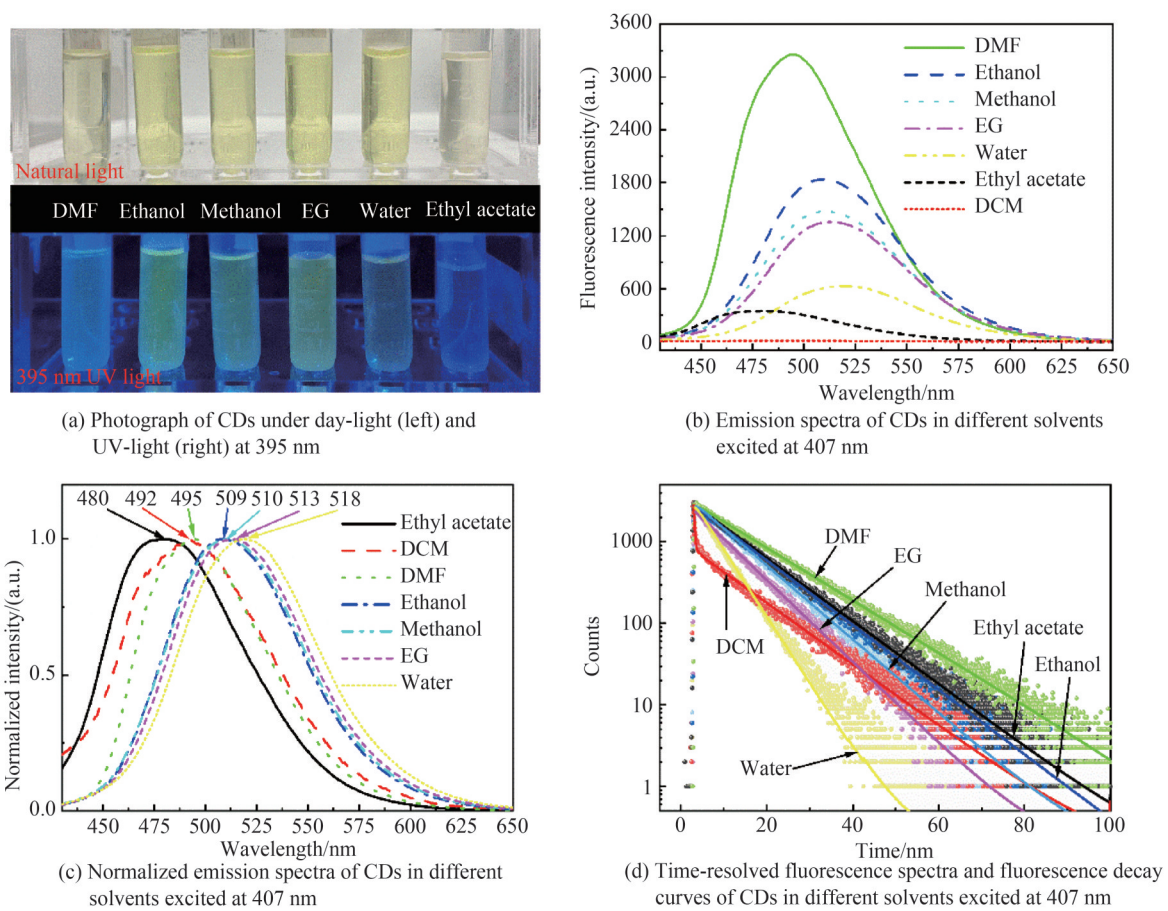 Natural light
DMF Ethanol Methanol EG Water Ethyl acetate
395 nm UV light
(a) Photograph of CDs under day-light (left) and
UV-light (right) at 395 nm
3600
3000
2400
1800
1200
600
0
Fluorescence intensity/(a.u.)
DMF
Ethanol
Methanol
EG
Water
Ethyl acetate
DCM
450 475 500 525 550 575 600 625 650
Wavelength/nm
(b) Emission spectra of CDs in different solvents
excited at 407 nm
480 492 495 509 510 513 518
1.0
0.5
0.0
Normalized intensity/(a.u.)
Ethyl acetate
DCM
DMF
Ethanol
Methanol
EG
Water
450 475 500 525 550 575 600 625 650
Wavelength/nm
(c) Normalized emission spectra of CDs in different
solvents excited at 407 nm
1000
100
10
1
Counts
DMF
EG
Methanol
DCM
Ethyl acetate
Ethanol
Water
0 20 40 60 80 100
Time/nm
(d) Time-resolved fluorescence spectra and fluorescence decay
curves of CDs in different solvents excited at 407 nm